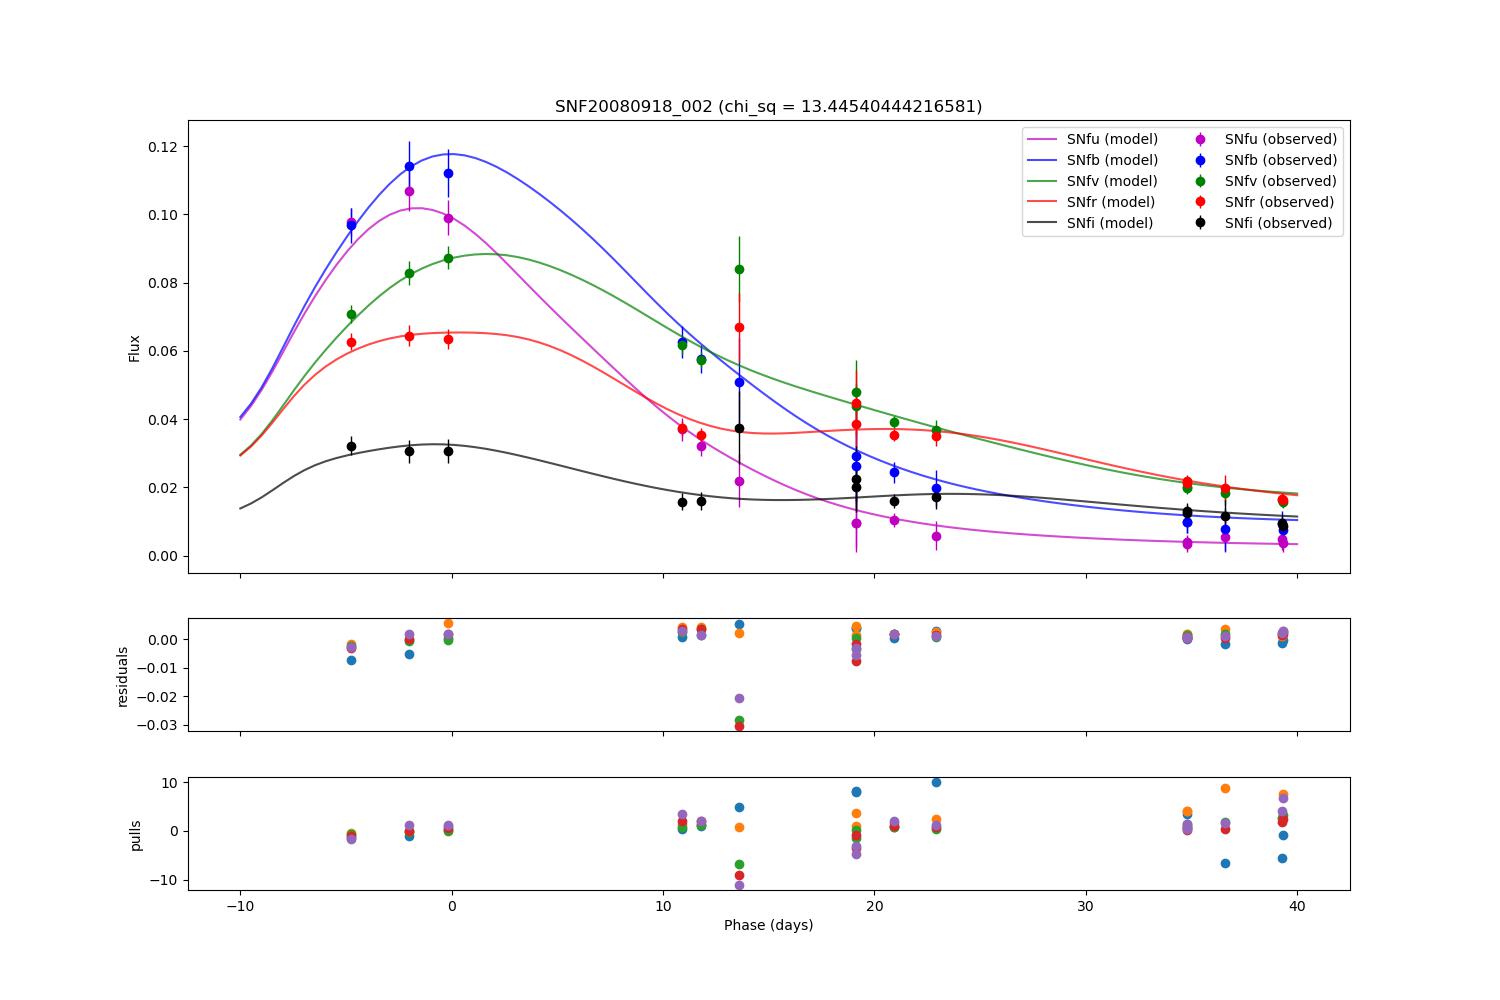 SNF20080918_002 (chi_sq = 13.44540444216581)
0.12
0.10
0.08
0.06
0.04
0.02
0.00
Flux
SNfu (model) SNfu (observed)
SNfb (model) SNfb (observed)
SNfv (model) SNfv (observed)
SNfr (model) SNfr (observed)
SNfi (model) SNfi (observed)
0.00
−0.01
−0.02
−0.03
residuals
10
0
−10
pulls
−10 0 10 20 30 40
Phase (days)